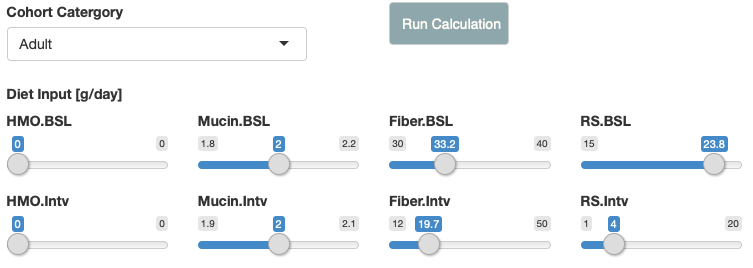 Cohort Catergory
Adult
Run Calculation
Diet Input [g/day]
HMO.BSL Mucin.BSL Fiber.BSL RS.BSL
0 0 1.8 2 2.2 30 33.2 40 15 23.8
HMO.Intv Mucin.Intv Fiber.Intv RS.Intv
0 0 1.9 2 2.1 12 19.7 50 1 4 20